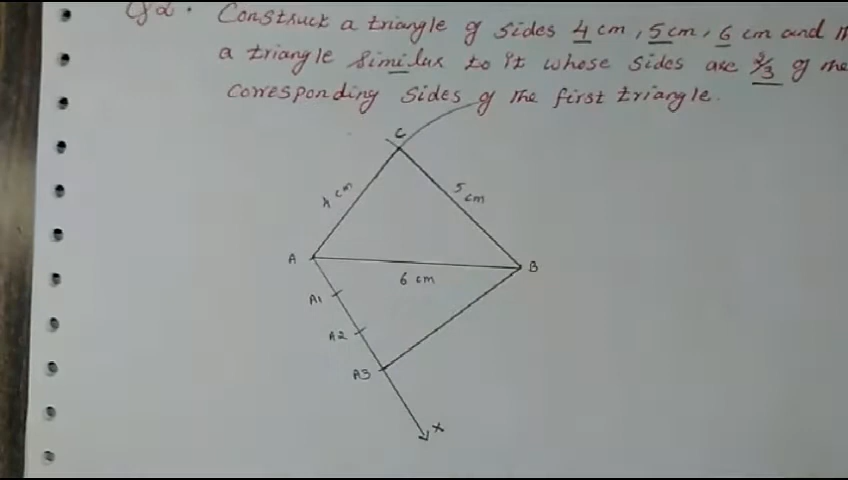 Q2. Construct a triangle of sides 4 cm, 5 cm, 6 cm and
a triangle similar to it whose sides are 2/3 of the
corresponding sides of the first triangle.
C
4 cm
5 cm
A
B
6 cm
A1
A2
A3
X